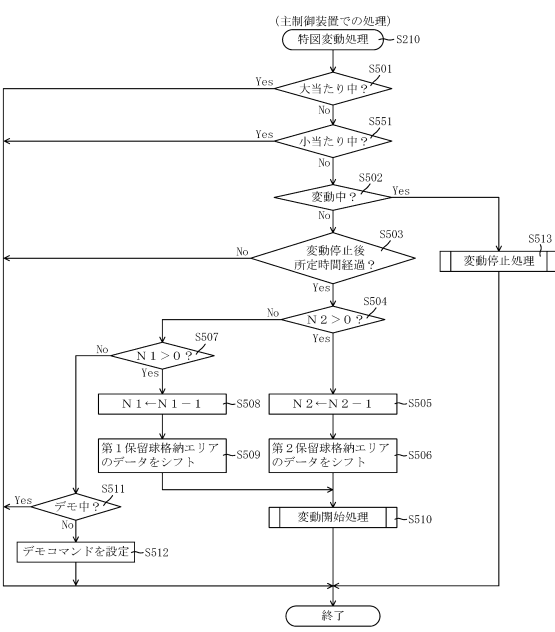 (主制御装置での処理)
特図変動処理
S210
S501
大当たり中?
Yes
No
S551
小当たり中?
Yes
No
S502
変動中?
Yes
No
S503
変動停止後
所定時間経過?
No
Yes
S513
変動停止処理
S504
N2>0?
No
Yes
S507
N1>0?
No
Yes
N1←N1-1
S508
N2←N2-1
S505
第1保留球格納エリア
のデータをシフト
S509
第2保留球格納エリア
のデータをシフト
S506
S511
デモ中?
Yes
No
変動開始処理
S510
デモコマンドを設定
S512
終了